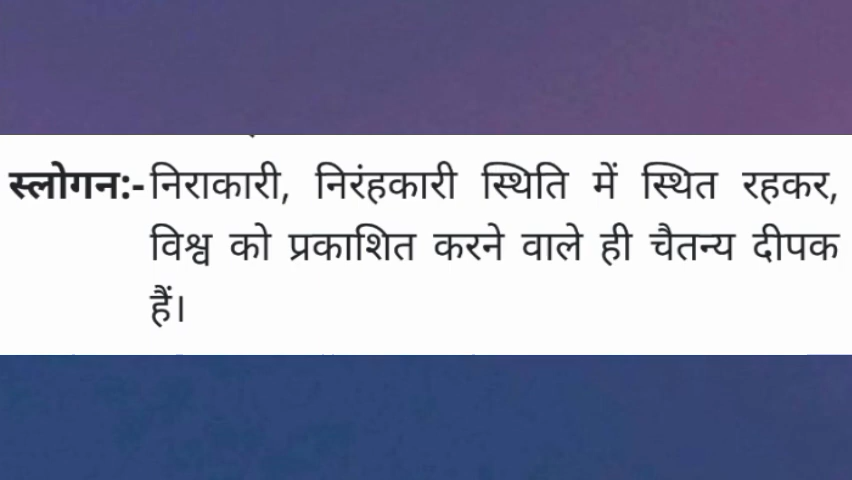 स्लोगन:- निराकारी, निरंहकारी स्थिति में स्थित रहकर,
विश्व को प्रकाशित करने वाले ही चैतन्य दीपक
हैं।